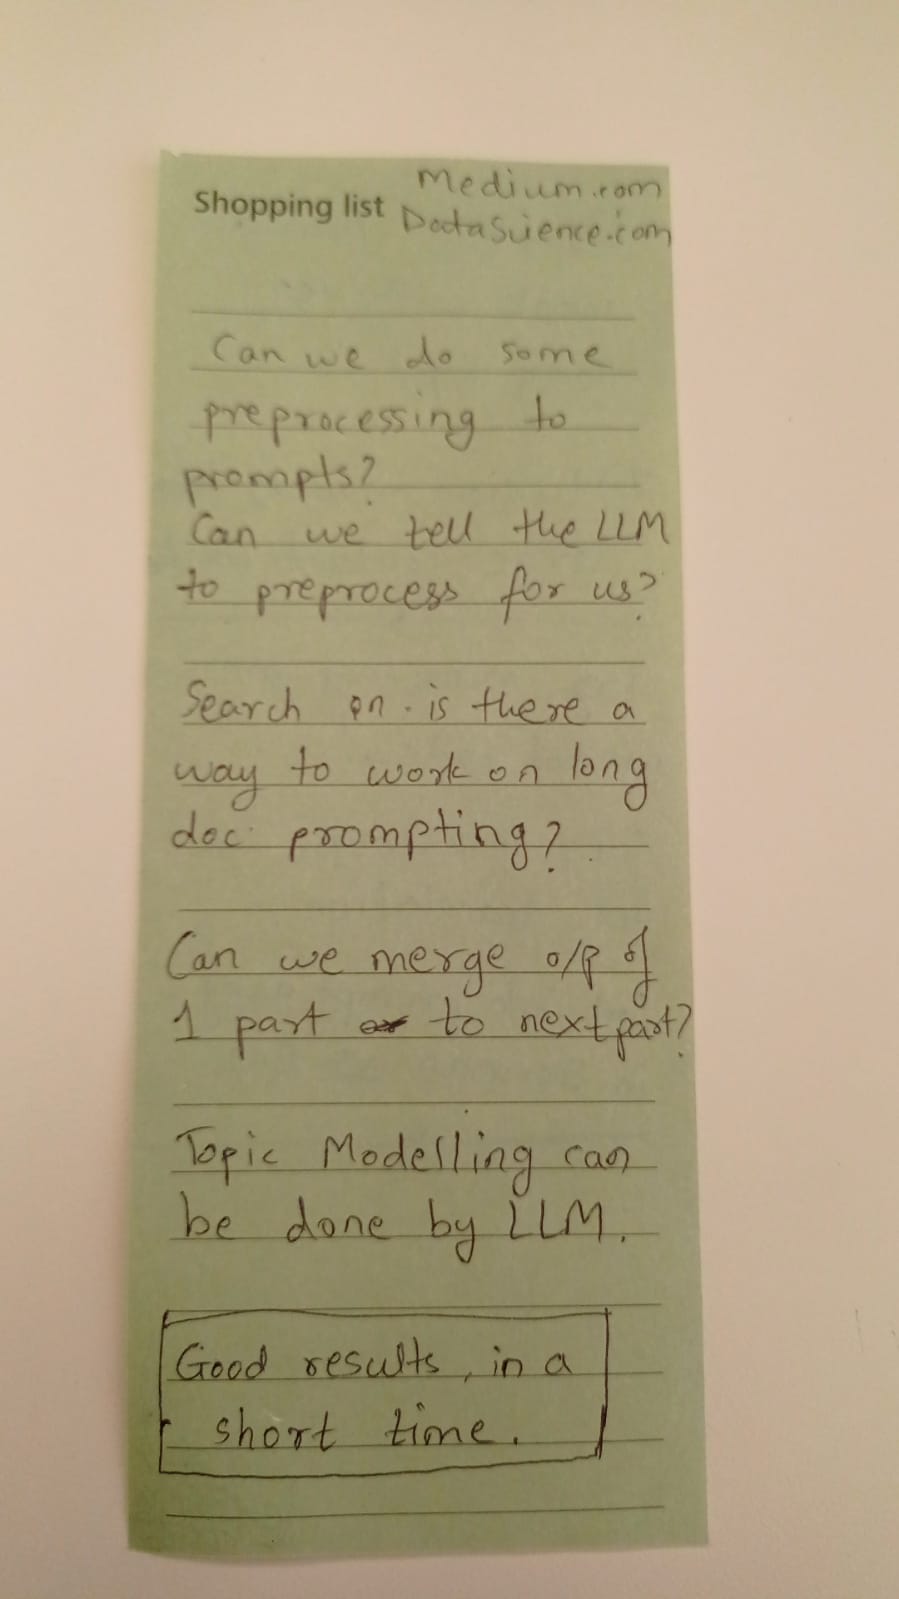 Shopping list
Medium.com
DataScience.com
Can we do some
preprocessing to
prompts?
Can we tell the LLM
to preprocess for us?
Search on. is there a
way to work on long
doc. prompting?
Can we merge o/p of
1 part to next part?
Topic Modelling can
be done by LLM.
Good results, in a
short time.